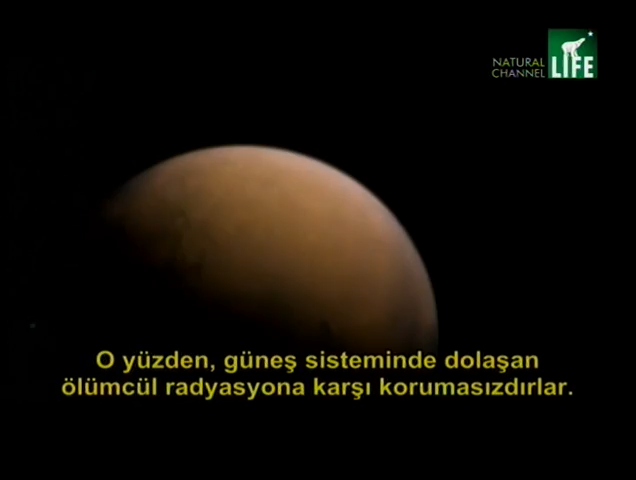 NATURAL
CHANNEL LIFE
O yüzden, güneş sisteminde dolaşan
ölümcül radyasyona karşı korumasızdırlar.